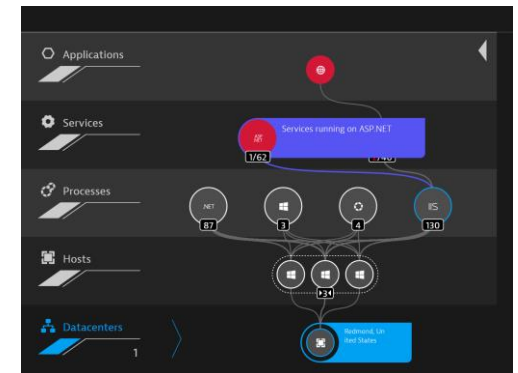 Applications
Services
Services running on ASP.NET
1/62
Processes
.NET
IIS
87
3
4
130
Hosts
3
Datacenters
1
Redmond, Un
ited States